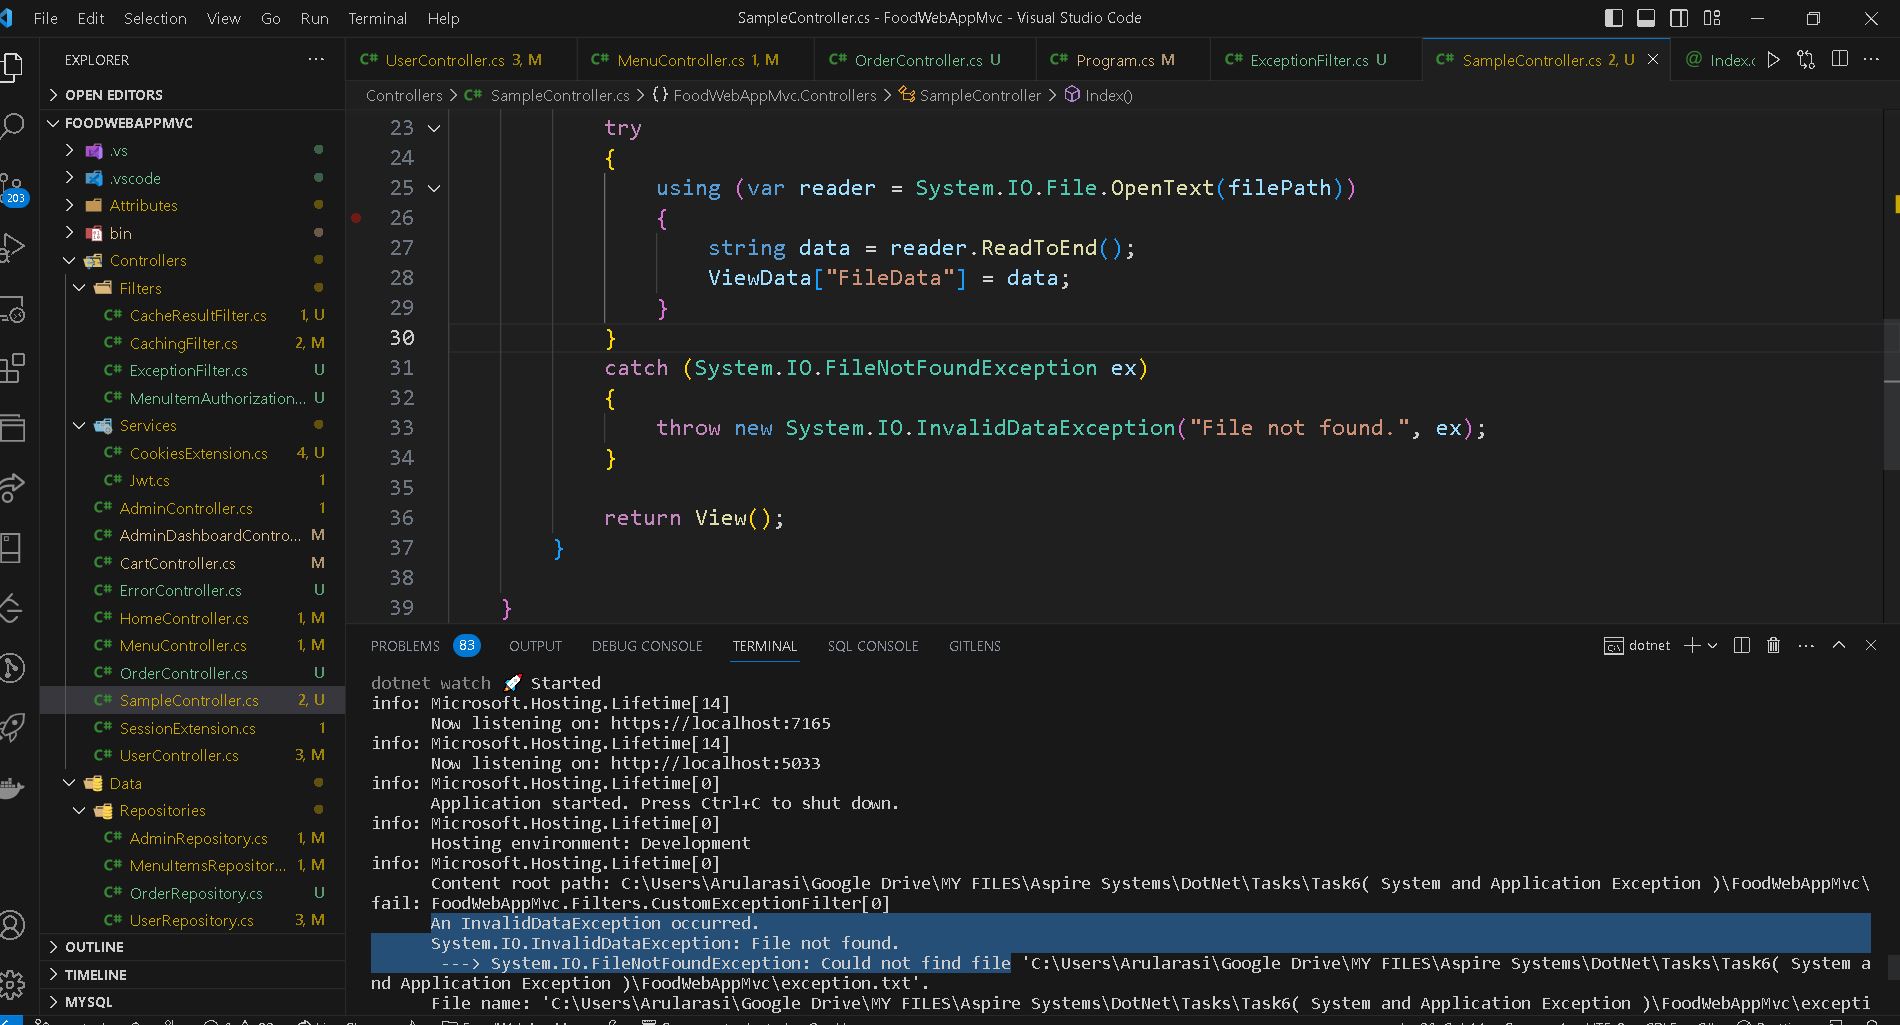 File Edit Selection View Go Run Terminal Help
SampleController.cs - FoodWebAppMvc - Visual Studio Code
EXPLORER
OPEN EDITORS
FOODWEBAPPMVC
.vs
.vscode
Attributes
bin
Controllers
Filters
C# CacheResultFilter.cs 1, U
C# CachingFilter.cs 2, M
C# ExceptionFilter.cs U
C# MenuItemAuthorization... U
Services
C# CookiesExtension.cs 4, U
C# Jwt.cs 1
C# AdminController.cs 1
C# AdminDashboardContro... M
C# CartController.cs M
C# ErrorController.cs U
C# HomeController.cs 1, M
C# MenuController.cs 1, M
C# OrderController.cs U
C# SampleController.cs 2, U
C# SessionExtension.cs 1
C# UserController.cs 3, M
Data
Repositories
C# AdminRepository.cs 1, M
C# MenuItemsRepositor... 1, M
C# OrderRepository.cs U
C# UserRepository.cs 3, M
OUTLINE
TIMELINE
MYSQL
203
C# UserController.cs 3, M C# MenuController.cs 1, M C# OrderController.cs U C# Program.cs M C# ExceptionFilter.cs U C# SampleController.cs 2, U @ Index.c
Controllers > C# SampleController.cs > {} FoodWebAppMvc.Controllers > SampleController > Index()
23 try
24 {
25 using (var reader = System.IO.File.OpenText(filePath))
26 {
27 string data = reader.ReadToEnd();
28 ViewData["FileData"] = data;
29 }
30 }
31 catch (System.IO.FileNotFoundException ex)
32 {
33 throw new System.IO.InvalidDataException("File not found.", ex);
34 }
35
36 return View();
37 }
38
39 }
PROBLEMS 83 OUTPUT DEBUG CONSOLE TERMINAL SQL CONSOLE GITLENS
dotnet
dotnet watch 🚀 Started
info: Microsoft.Hosting.Lifetime[14]
Now listening on: https://localhost:7165
info: Microsoft.Hosting.Lifetime[14]
Now listening on: http://localhost:5033
info: Microsoft.Hosting.Lifetime[0]
Application started. Press Ctrl+C to shut down.
info: Microsoft.Hosting.Lifetime[0]
Hosting environment: Development
info: Microsoft.Hosting.Lifetime[0]
Content root path: C:\Users\Arularasi\Google Drive\MY FILES\Aspire Systems\DotNet\Tasks\Task6( System and Application Exception )\FoodWebAppMvc\
fail: FoodWebAppMvc.Filters.CustomExceptionFilter[0]
An InvalidDataException occurred.
System.IO.InvalidDataException: File not found.
---> System.IO.FileNotFoundException: Could not find file 'C:\Users\Arularasi\Google Drive\MY FILES\Aspire Systems\DotNet\Tasks\Task6( System a
nd Application Exception )\FoodWebAppMvc\exception.txt'.
File name: 'C:\Users\Arularasi\Google Drive\MY FILES\Aspire Systems\DotNet\Tasks\Task6( System and Application Exception )\FoodWebAppMvc\excepti